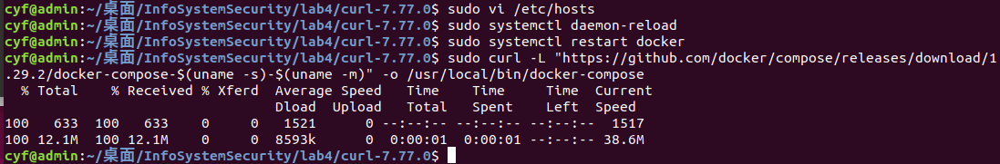 cyf@admin:~/桌面/InfoSystemSecurity/lab4/curl-7.77.0$ sudo vi /etc/hosts
cyf@admin:~/桌面/InfoSystemSecurity/lab4/curl-7.77.0$ sudo systemctl daemon-reload
cyf@admin:~/桌面/InfoSystemSecurity/lab4/curl-7.77.0$ sudo systemctl restart docker
cyf@admin:~/桌面/InfoSystemSecurity/lab4/curl-7.77.0$ sudo curl -L "https://github.com/docker/compose/releases/download/1
.29.2/docker-compose-$(uname -s)-$(uname -m)" -o /usr/local/bin/docker-compose
  % Total    % Received % Xferd  Average Speed   Time    Time     Time  Current
                                 Dload  Upload   Total   Spent    Left  Speed
100   633  100   633    0     0   1521      0 --:--:-- --:--:-- --:--:--  1517
100 12.1M  100 12.1M    0     0  8593k      0  0:00:01  0:00:01 --:--:-- 38.6M
cyf@admin:~/桌面/InfoSystemSecurity/lab4/curl-7.77.0$